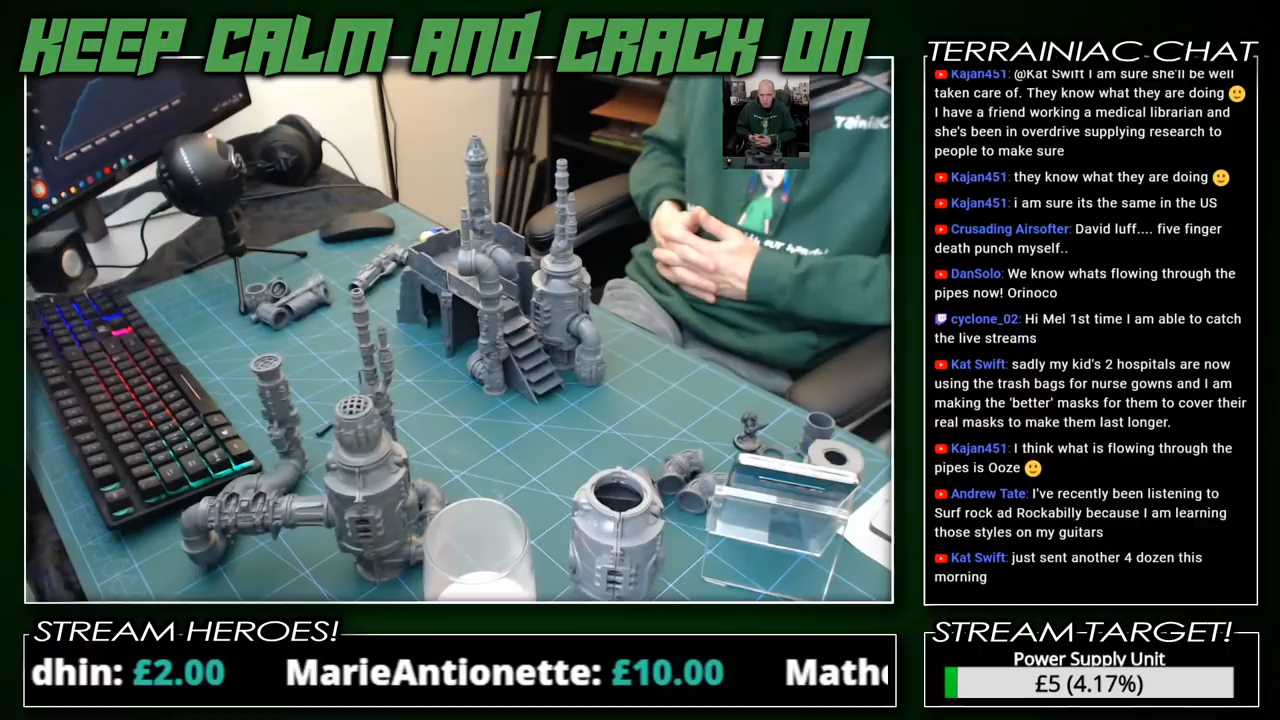 KEEP CALM AND CRACK ON
TERRAINIAC CHAT
Kajan451: @Kat Swift I am sure she'll be well
taken care of. They know what they are doing 🙂
I have a friend working a medical librarian and
she's been in overdrive supplying research to
people to make sure
Kajan451: they know what they are doing 🙂
Kajan451: i am sure its the same in the US
Crusading Airsofter: David luff.... five finger
death punch myself..
DanSolo: We know whats flowing through the
pipes now! Orinoco
cyclone_02: Hi Mel 1st time I am able to catch
the live streams
Kat Swift: sadly my kid's 2 hospitals are now
using the trash bags for nurse gowns and I am
making the 'better' masks for them to cover their
real masks to make them last longer.
Kajan451: I think what is flowing through the
pipes is Ooze 🙂
Andrew Tate: I've recently been listening to
Surf rock ad Rockabilly because I am learning
those styles on my guitars
Kat Swift: just sent another 4 dozen this
morning
STREAM HEROES!
dhin: £2.00 MarieAntionette: £10.00 Mathe
STREAM TARGET!
Power Supply Unit
£5 (4.17%)